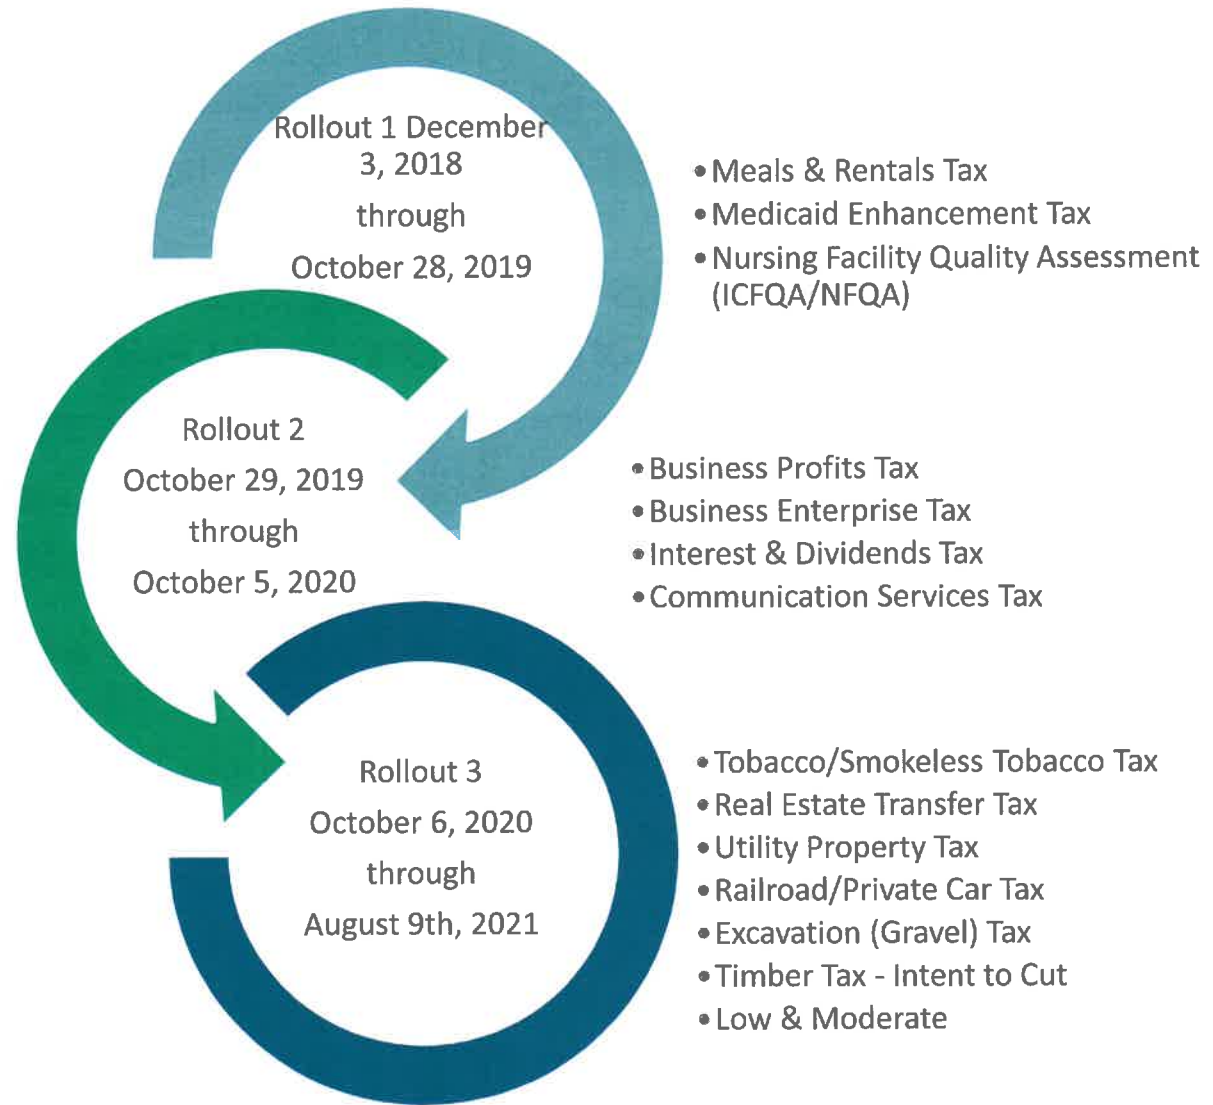 Rollout 1 December
3, 2018
through
October 28, 2019
• Meals & Rentals Tax
• Medicaid Enhancement Tax
• Nursing Facility Quality Assessment
(ICFQA/NFQA)
Rollout 2
October 29, 2019
through
October 5, 2020
• Business Profits Tax
• Business Enterprise Tax
• Interest & Dividends Tax
• Communication Services Tax
Rollout 3
October 6, 2020
through
August 9th, 2021
• Tobacco/Smokeless Tobacco Tax
• Real Estate Transfer Tax
• Utility Property Tax
• Railroad/Private Car Tax
• Excavation (Gravel) Tax
• Timber Tax - Intent to Cut
• Low & Moderate